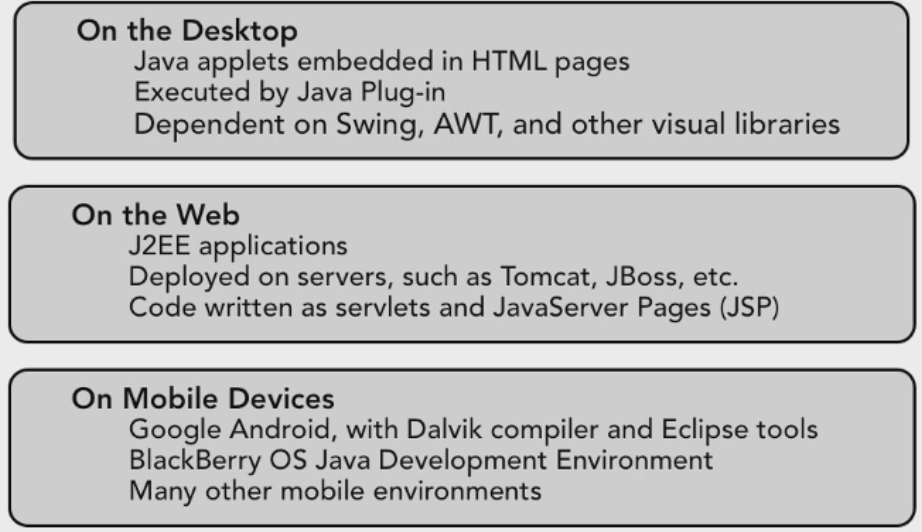 On the Desktop
Java applets embedded in HTML pages
Executed by Java Plug-in
Dependent on Swing, AWT, and other visual libraries
On the Web
J2EE applications
Deployed on servers, such as Tomcat, JBoss, etc.
Code written as servlets and JavaServer Pages (JSP)
On Mobile Devices
Google Android, with Dalvik compiler and Eclipse tools
BlackBerry OS Java Development Environment
Many other mobile environments